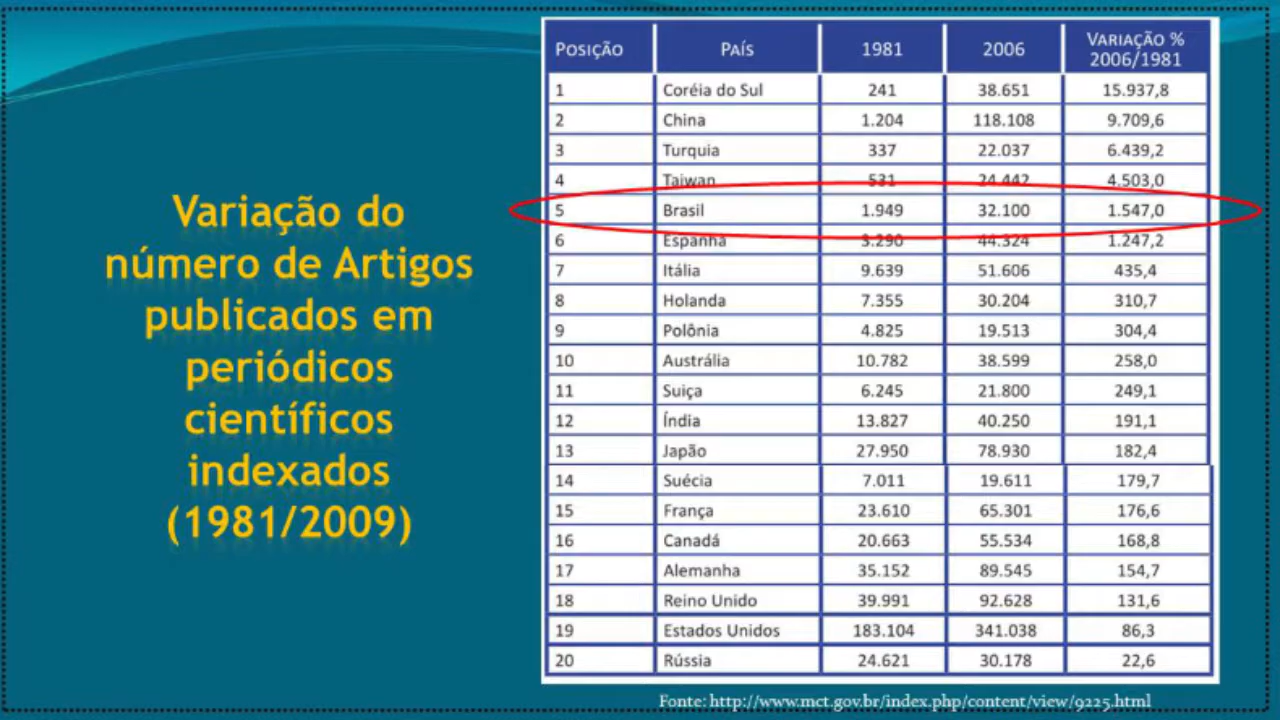 Variação do
número de Artigos
publicados em
periódicos
científicos
indexados
(1981/2009)
Posição País 1981 2006 Variação % 2006/1981
1 Coréia do Sul 241 38.651 15.937,8
2 China 1.204 118.108 9.709,6
3 Turquia 337 22.037 6.439,2
4 Taiwan 531 24.442 4.503,0
5 Brasil 1.949 32.100 1.547,0
6 Espanha 3.290 44.324 1.247,2
7 Itália 9.639 51.606 435,4
8 Holanda 7.355 30.204 310,7
9 Polônia 4.825 19.513 304,4
10 Austrália 10.782 38.599 258,0
11 Suiça 6.245 21.800 249,1
12 Índia 13.827 40.250 191,1
13 Japão 27.950 78.930 182,4
14 Suécia 7.011 19.611 179,7
15 França 23.610 65.301 176,6
16 Canadá 20.663 55.534 168,8
17 Alemanha 35.152 89.545 154,7
18 Reino Unido 39.991 92.628 131,6
19 Estados Unidos 183.104 341.038 86,3
20 Rússia 24.621 30.178 22,6
Fonte: http://www.mct.gov.br/index.php/content/view/9225.html